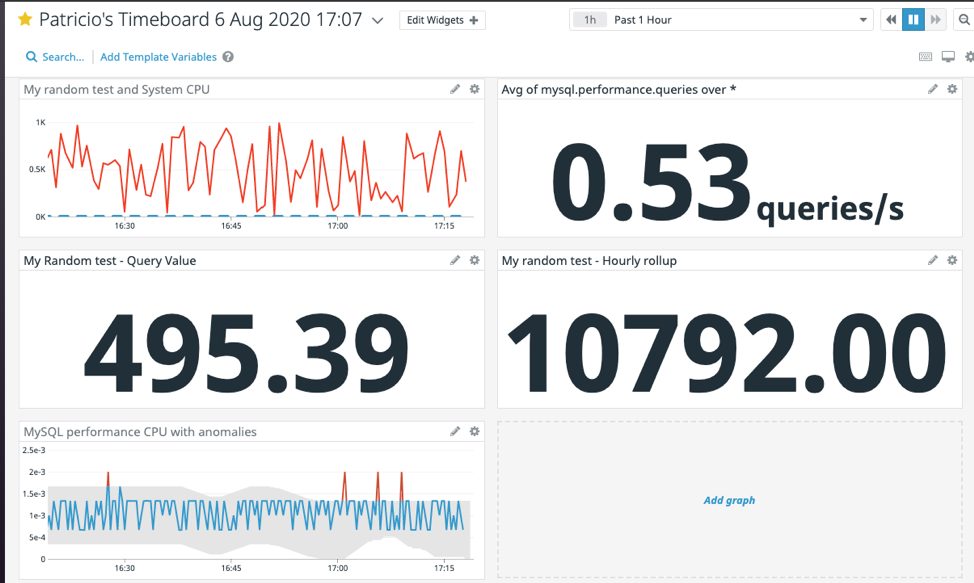 Patricio's Timeboard 6 Aug 2020 17:07
Edit Widgets +
1h Past 1 Hour
Search...
Add Template Variables ?
My random test and System CPU
1K
0.5K
0K
16:30 16:45 17:00 17:15
Avg of mysql.performance.queries over *
0.53 queries/s
My Random test - Query Value
495.39
My random test - Hourly rollup
10792.00
MySQL performance CPU with anomalies
2.5e-3
2e-3
1.5e-3
1e-3
5e-4
0
16:30 16:45 17:00 17:15
Add graph